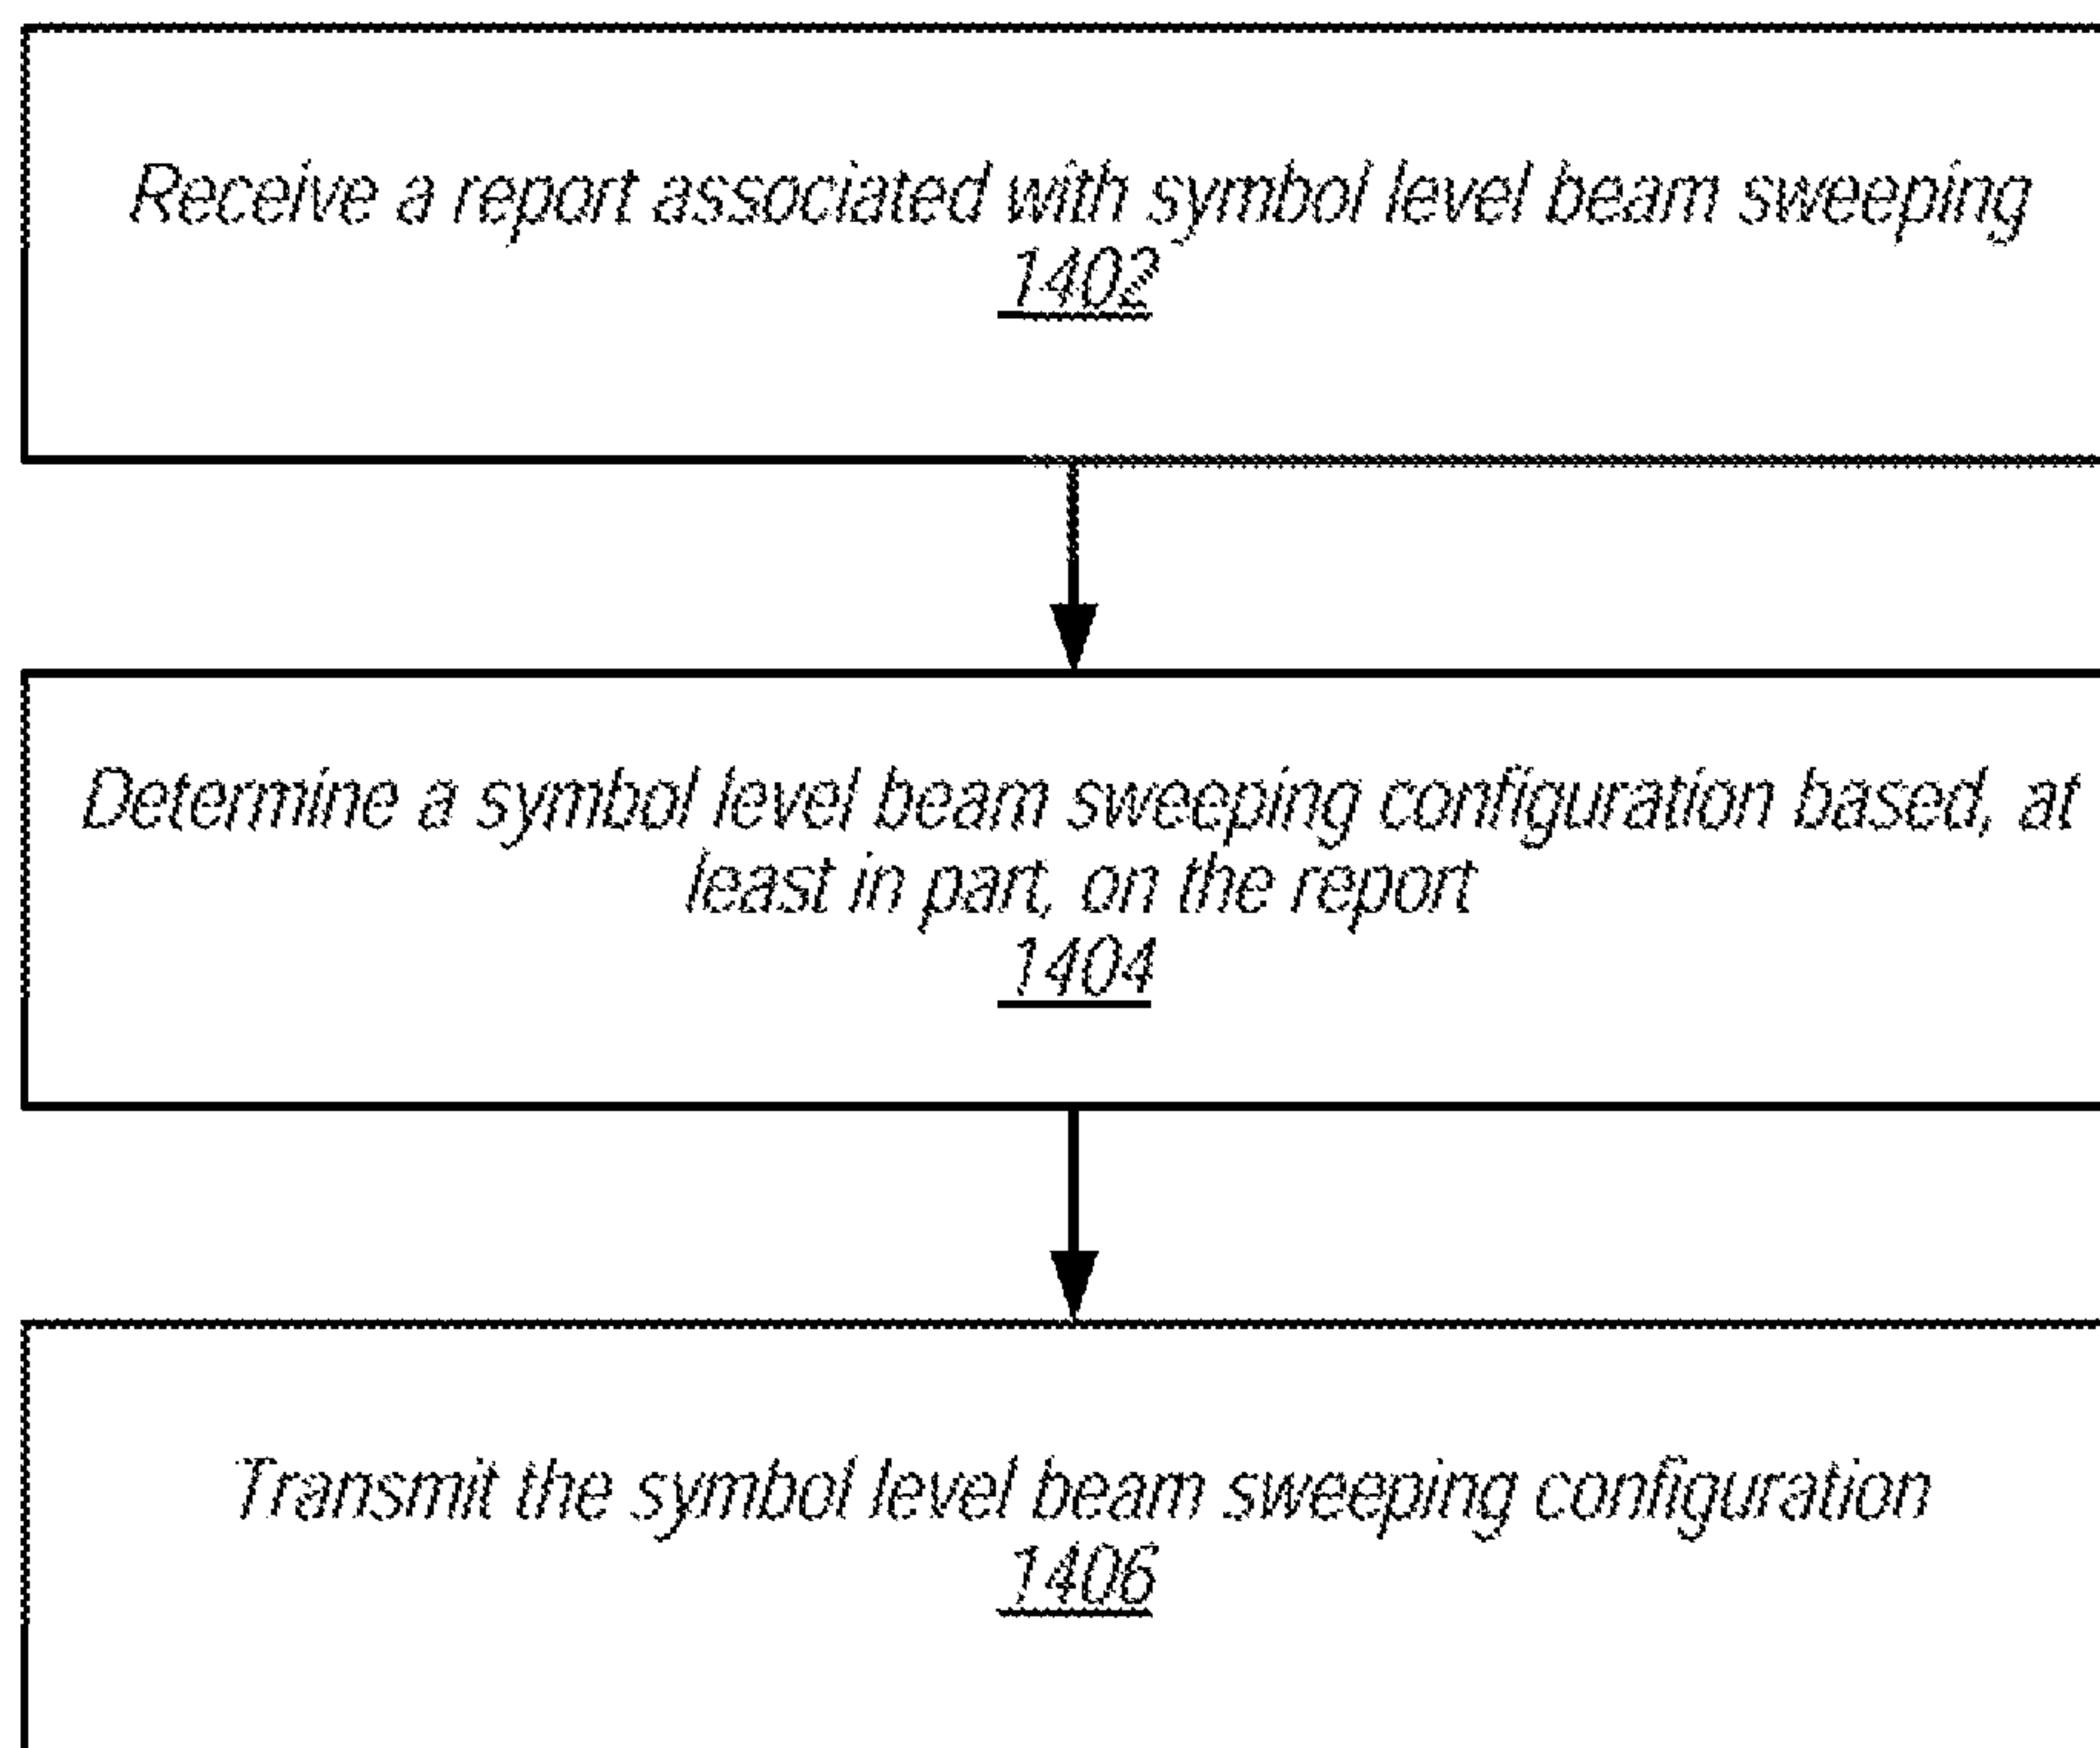 Receive a report associated with symbol level beam sweeping
1402
Determine a symbol level beam sweeping configuration based, at
least in part, on the report
1404
Transmit the symbol level beam sweeping configuration
1406